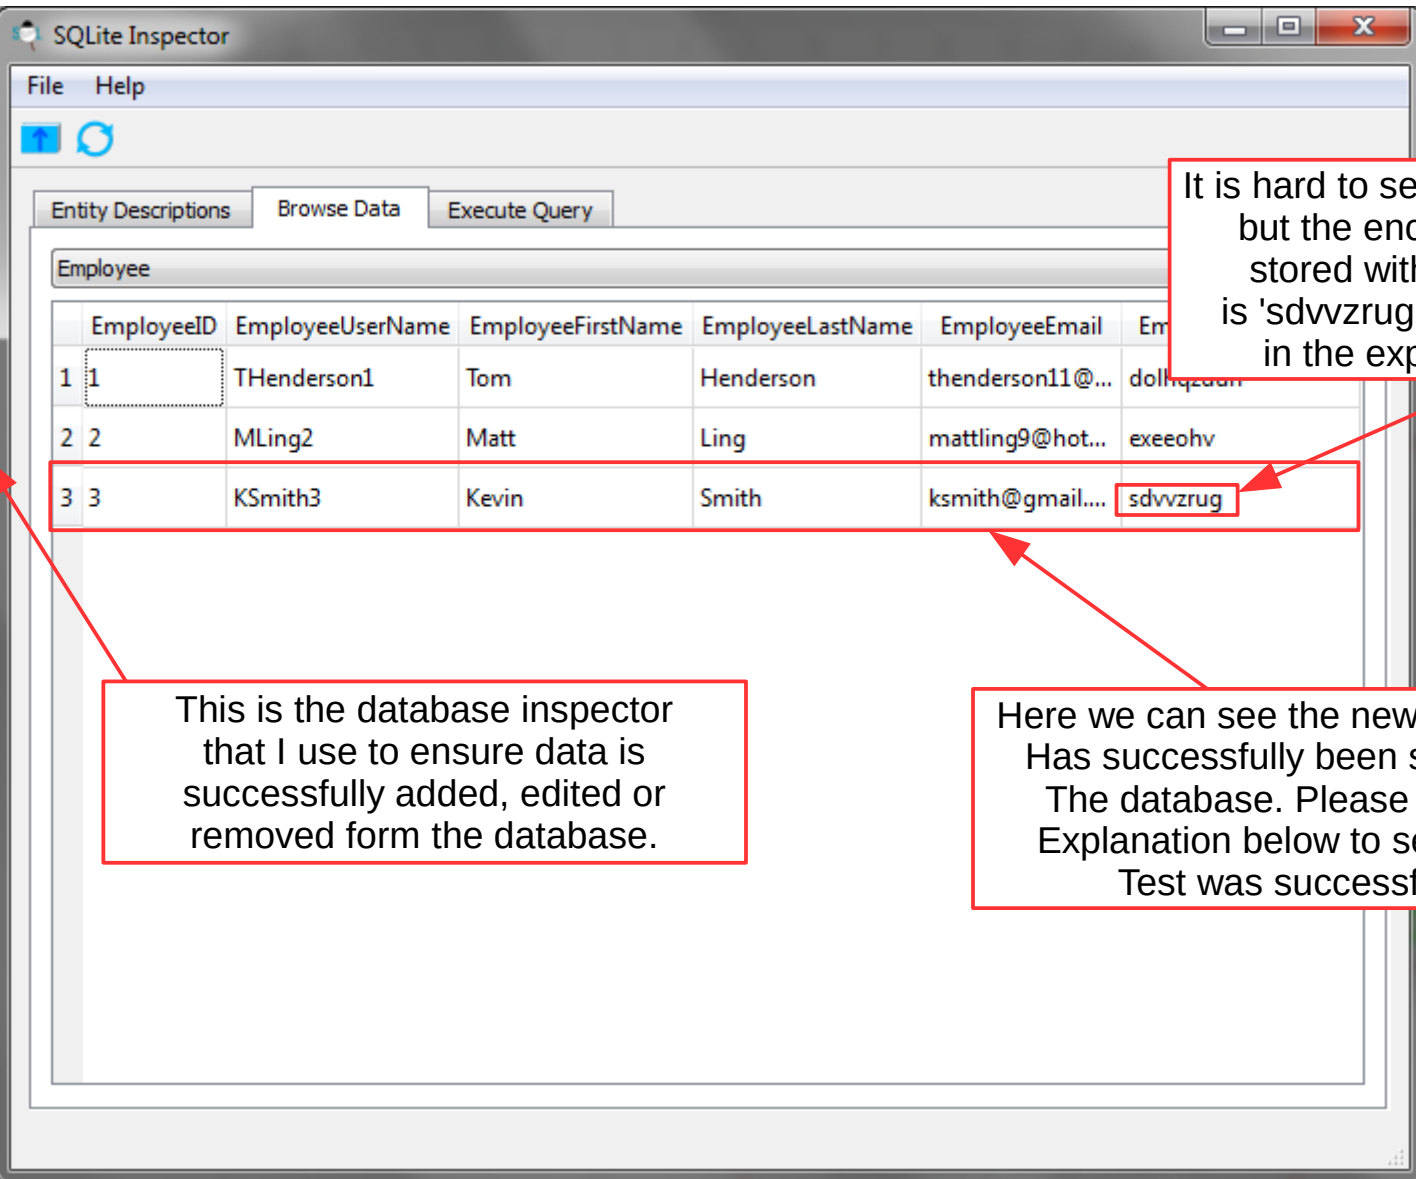 SQLite Inspector
File Help
Entity Descriptions Browse Data Execute Query
Employee
EmployeeID EmployeeUserName EmployeeFirstName EmployeeLastName EmployeeEmail Em
1 1 THenderson1 Tom Henderson thenderson11@...
2 2 MLing2 Matt Ling mattling9@hot... exeeohv
3 3 KSmith3 Kevin Smith ksmith@gmail.... sdvvzrug
It is hard to se
but the enc
stored with
is 'sdvvzrug
in the exp
This is the database inspector
that I use to ensure data is
successfully added, edited or
removed form the database.
Here we can see the new
Has successfully been s
The database. Please
Explanation below to se
Test was successf